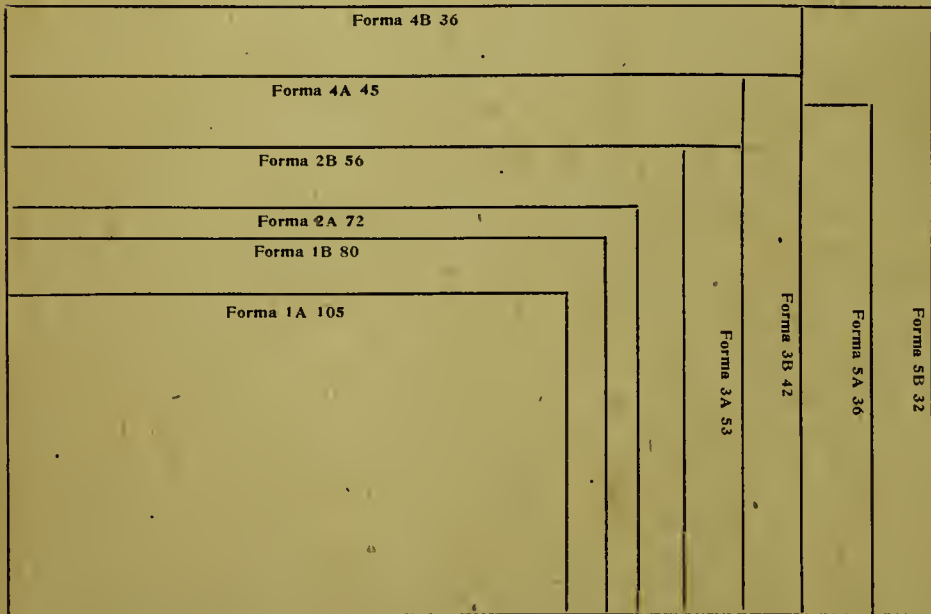 Forma 4B 36
Forma 4A 45
Forma 2B 56
Forma 2A 72
Forma 1B 80
Forma 1A 105
Forma 3A 53
Forma 3B 42
Forma 5A 36
Forma 5B 32